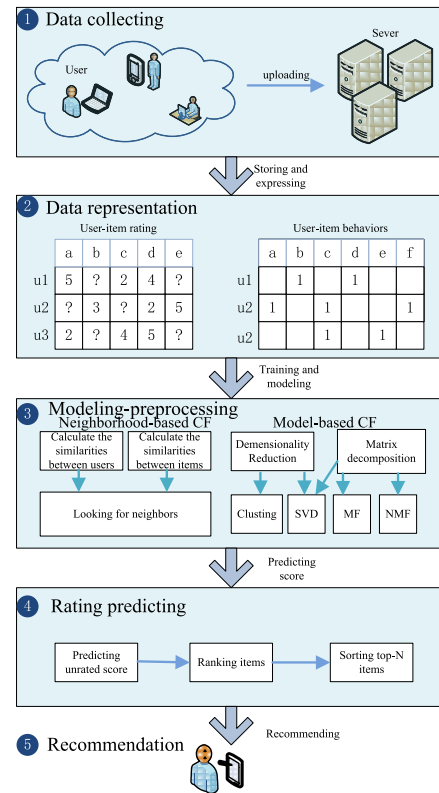 1 Data collecting
User
uploading
Sever
Storing and
expressing
2 Data representation
User-item rating
a b c d e
u1 5 ? 2 4 ?
u2 ? 3 ? 2 5
u3 2 ? 4 5 ?
User-item behaviors
a b c d e f
u1 1 1
u2 1 1 1
u2 1 1
Training and
modeling
3 Modeling-preprocessing
Neighborhood-based CF
Calculate the
similarities
between users
Calculate the
similarities
between items
Looking for neighbors
Model-based CF
Demensionality
Reduction
Matrix
decomposition
Clusting
SVD
MF
NMF
Predicting
score
4 Rating predicting
Predicting
unrated score
Ranking items
Sorting top-N
items
Recommending
5 Recommendation